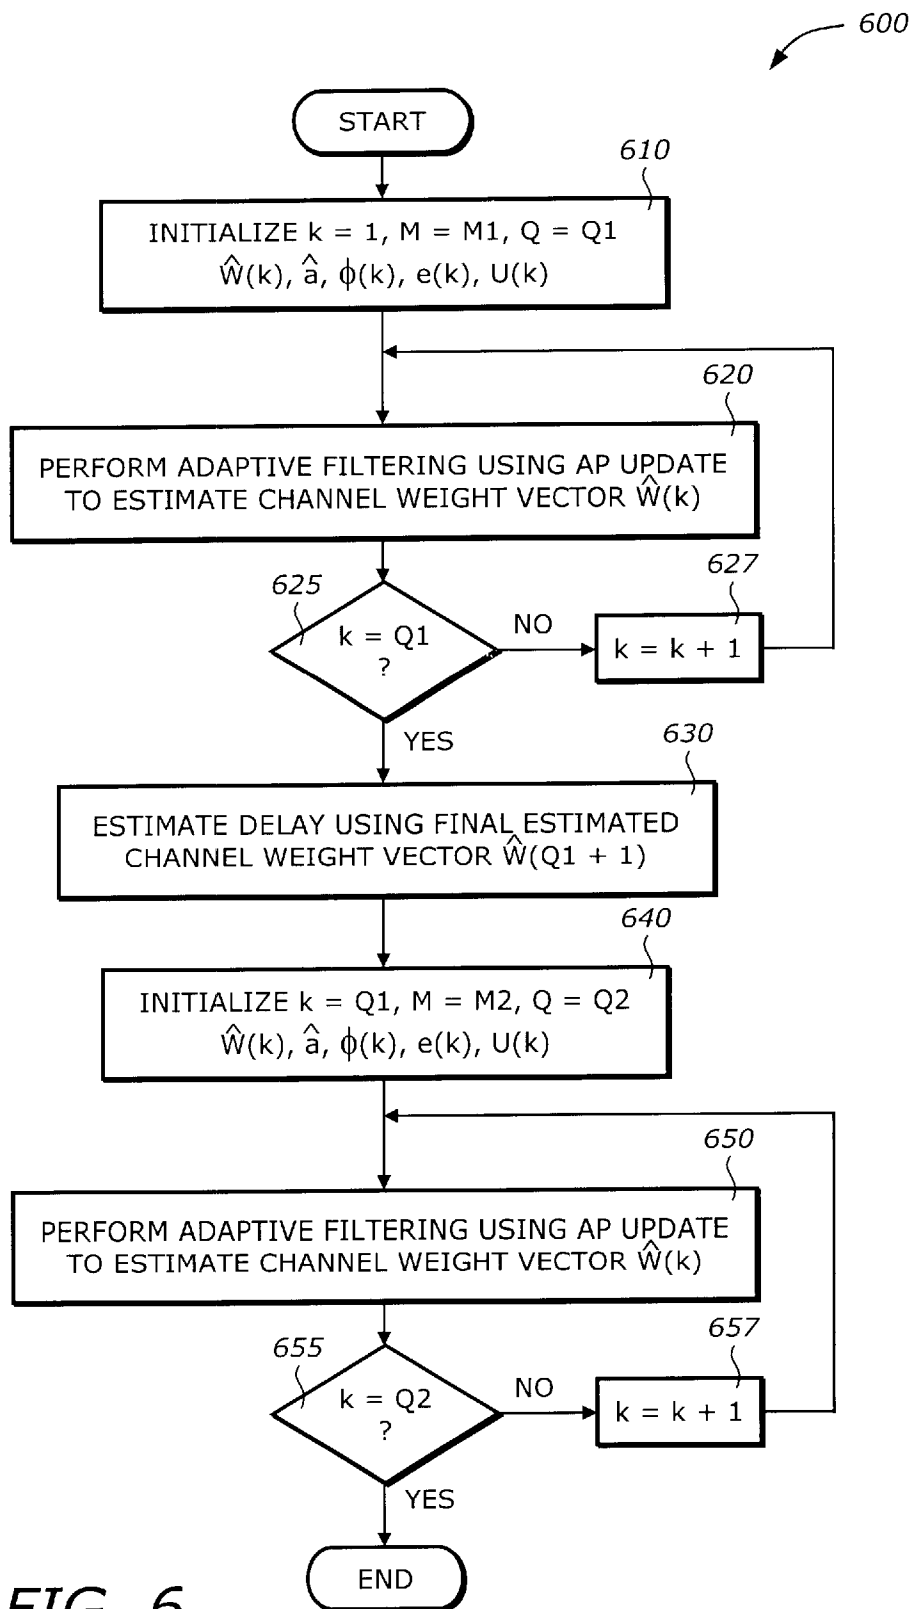 600
START
610
INITIALIZE k = 1, M = M1, Q = Q1
Ŵ(k), â, ϕ(k), e(k), U(k)
620
PERFORM ADAPTIVE FILTERING USING AP UPDATE
TO ESTIMATE CHANNEL WEIGHT VECTOR Ŵ(k)
625
k = Q1
?
NO
627
k = k + 1
YES
630
ESTIMATE DELAY USING FINAL ESTIMATED
CHANNEL WEIGHT VECTOR Ŵ(Q1 + 1)
640
INITIALIZE k = Q1, M = M2, Q = Q2
Ŵ(k), â, ϕ(k), e(k), U(k)
650
PERFORM ADAPTIVE FILTERING USING AP UPDATE
TO ESTIMATE CHANNEL WEIGHT VECTOR Ŵ(k)
655
k = Q2
?
NO
657
k = k + 1
YES
END
FIG. 6